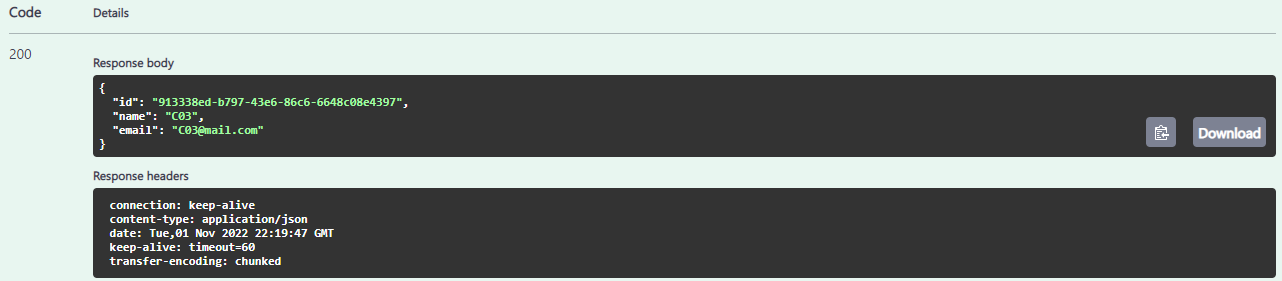 Code Details
200
Response body
{
  "id": "913338ed-b797-43e6-86c6-6648c08e4397",
  "name": "C03",
  "email": "C03@mail.com"
}
Download
Response headers
connection: keep-alive
content-type: application/json
date: Tue,01 Nov 2022 22:19:47 GMT
keep-alive: timeout=60
transfer-encoding: chunked